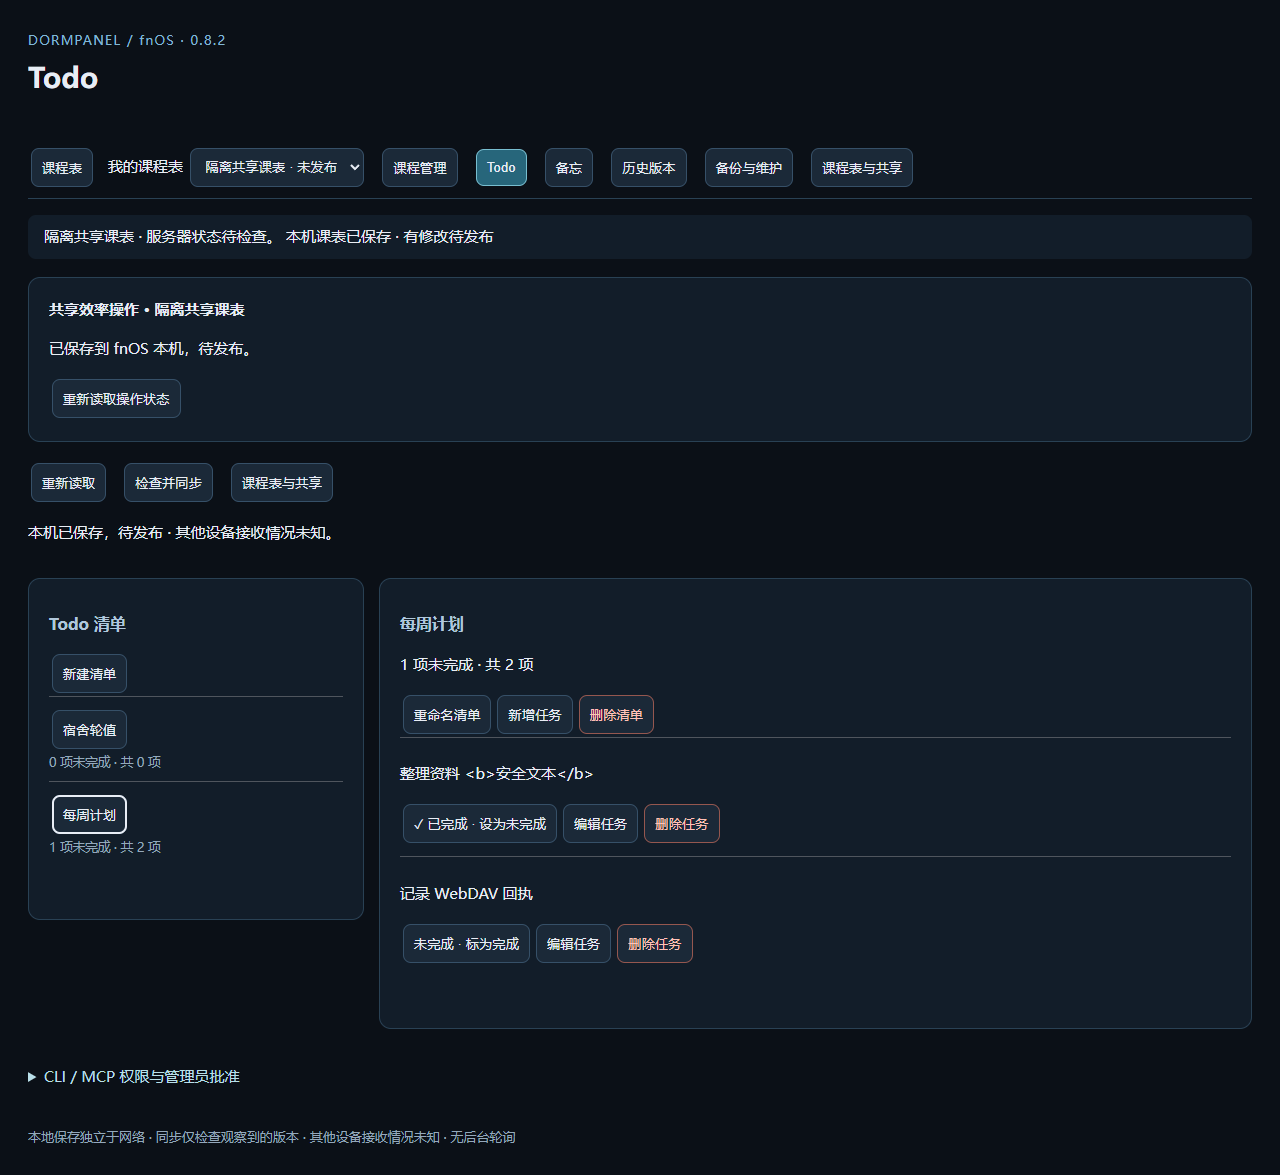 DORMPANEL / fnOS · 0.8.2
Todo
课程表 我的课程表 隔离共享课表 · 未发布 课程管理 Todo 备忘 历史版本 备份与维护 课程表与共享
隔离共享课表 · 服务器状态待检查。 本机课表已保存 · 有修改待发布
共享效率操作 • 隔离共享课表
已保存到 fnOS 本机，待发布。
重新读取操作状态
重新读取 检查并同步 课程表与共享
本机已保存，待发布 · 其他设备接收情况未知。
Todo 清单
新建清单
宿舍轮值
0 项未完成 · 共 0 项
每周计划
1 项未完成 · 共 2 项
每周计划
1 项未完成 · 共 2 项
重命名清单 新增任务 删除清单
整理资料 <b>安全文本</b>
✓ 已完成 · 设为未完成 编辑任务 删除任务
记录 WebDAV 回执
未完成 · 标为完成 编辑任务 删除任务
▶ CLI / MCP 权限与管理员批准
本地保存独立于网络 · 同步仅检查观察到的版本 · 其他设备接收情况未知 · 无后台轮询